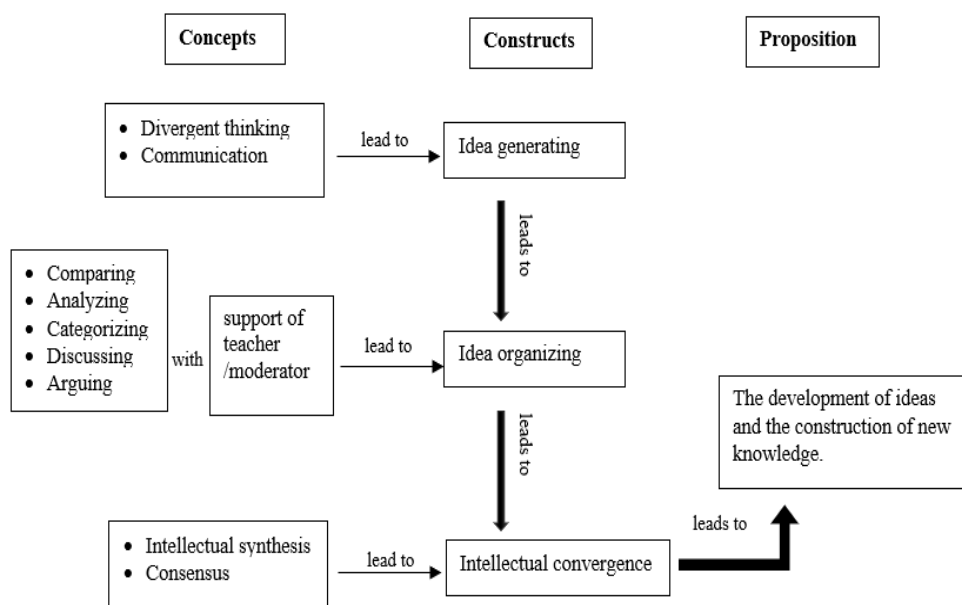 Concepts
Constructs
Proposition
• Divergent thinking
• Communication
lead to
Idea generating
leads to
• Comparing
• Analyzing
• Categorizing
• Discussing
• Arguing
with
support of
teacher
/moderator
lead to
Idea organizing
leads to
The development of ideas
and the construction of new
knowledge.
• Intellectual synthesis
• Consensus
lead to
Intellectual convergence
leads to